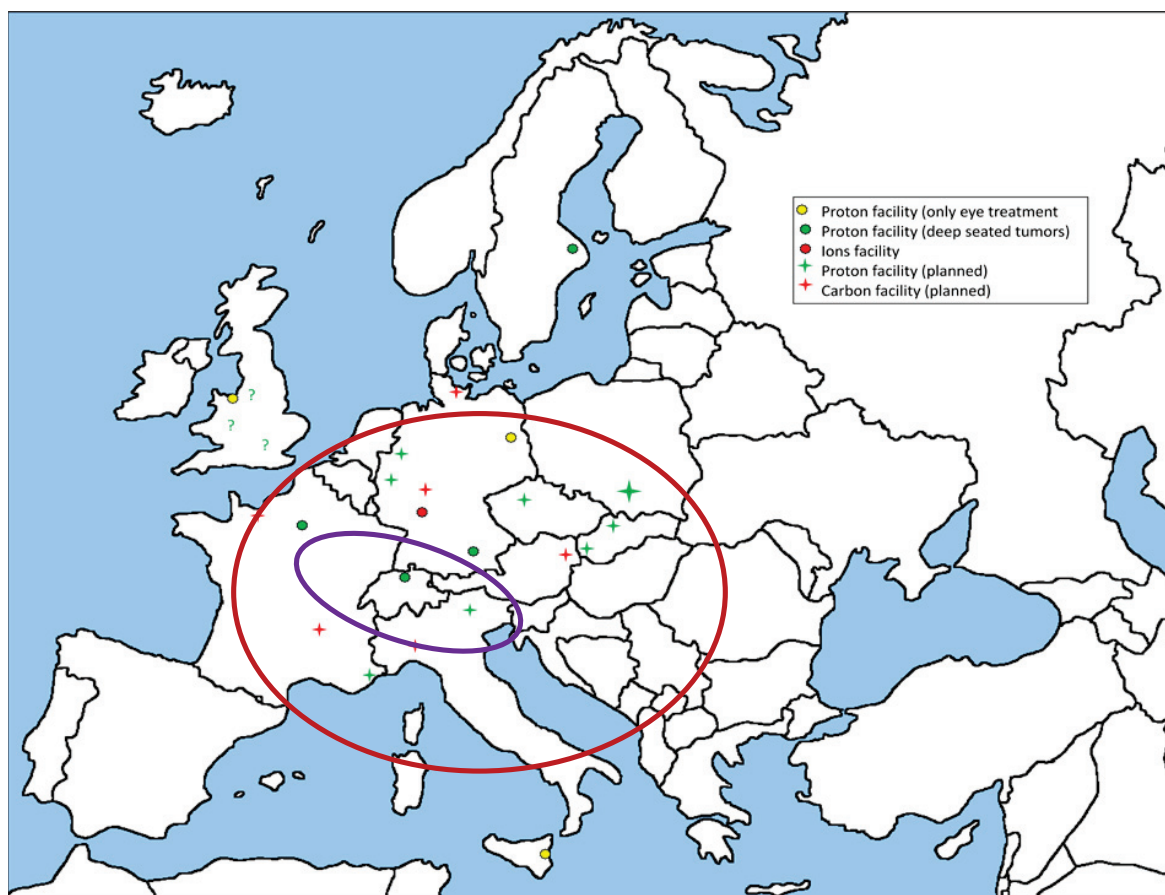 Proton facility (only eye treatment
Proton facility (deep seated tumors)
Ions facility
Proton facility (planned)
Carbon facility (planned)
?
?
?